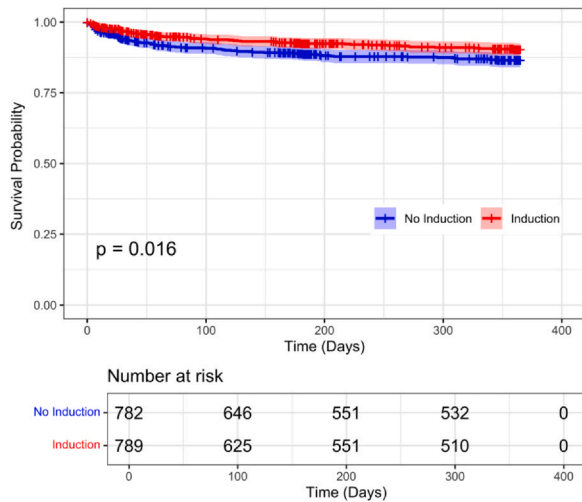 1.00
0.75
0.50
0.25
0.00
Survival Probability
No Induction Induction
p = 0.016
0 100 200 300 400
Time (Days)
Number at risk
No Induction 782 646 551 532 0
Induction 789 625 551 510 0
0 100 200 300 400
Time (Days)